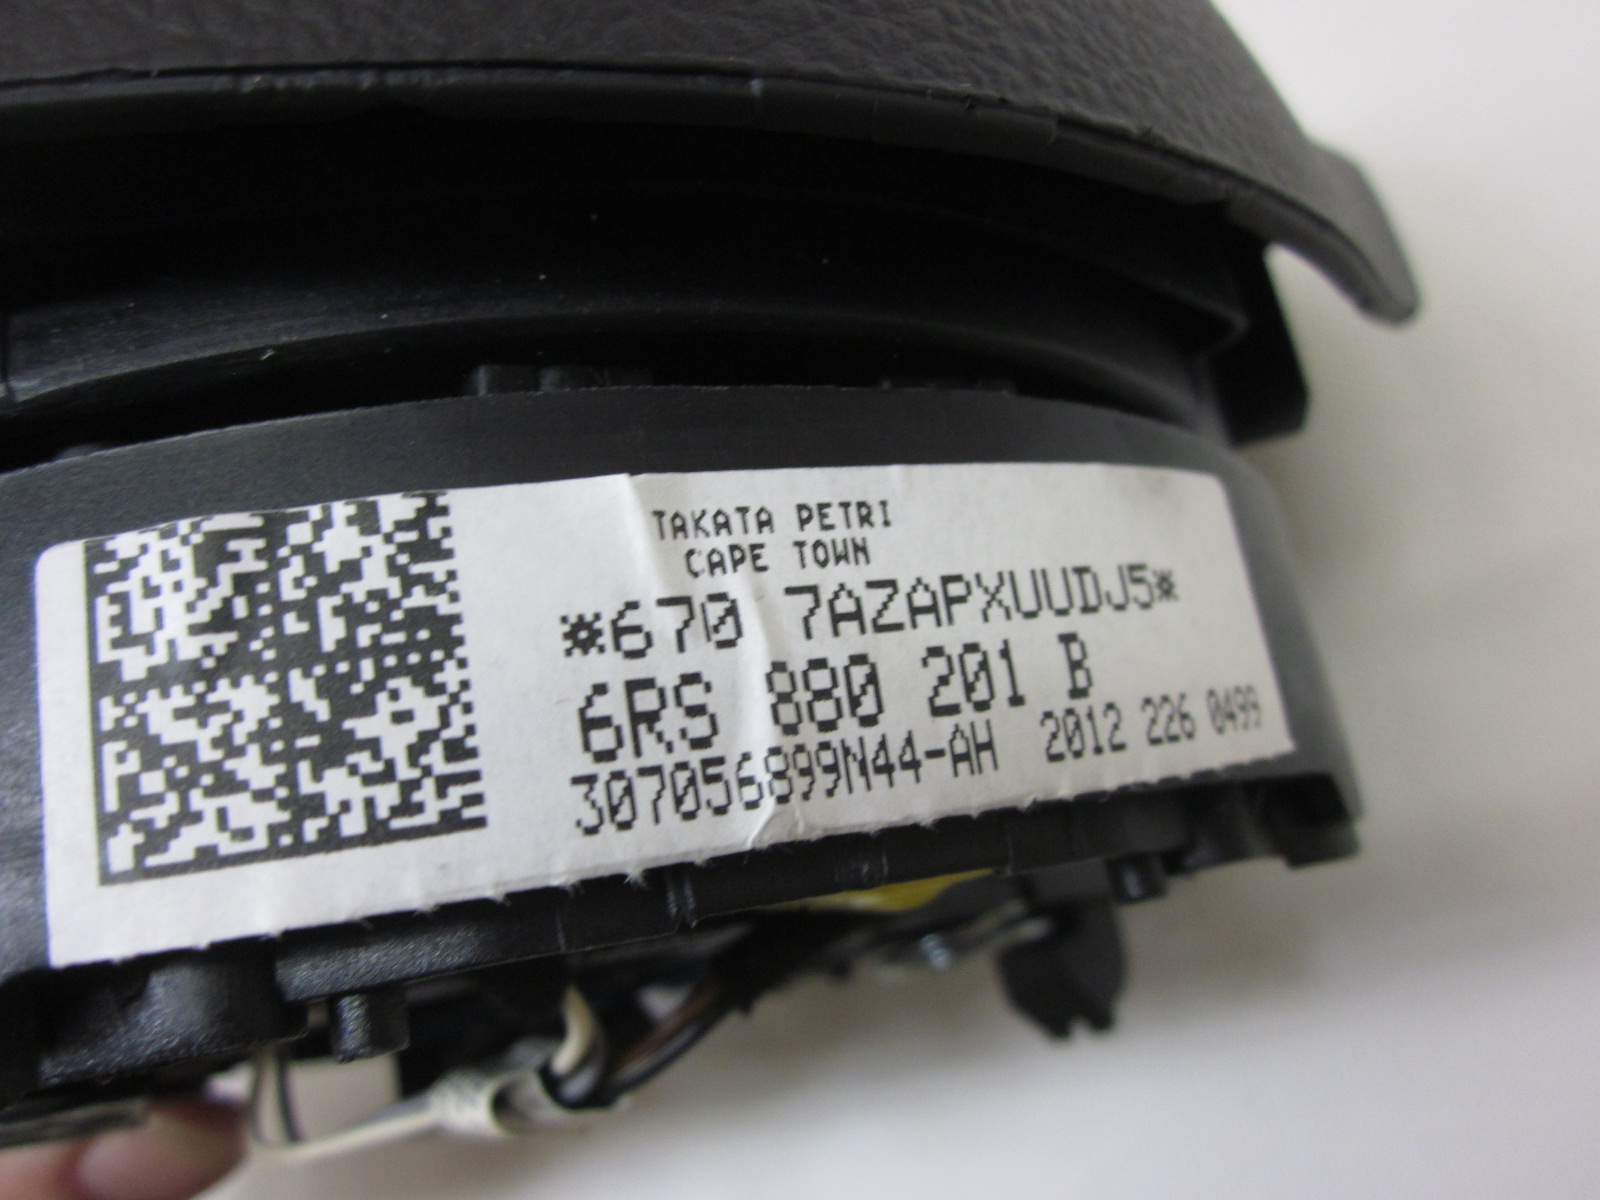 TAKATA PETRI
CAPE TOWN
*670 7AZAPXUUDJ5*
6RS 880 201 B
307056899N44-AH 2012 226 0499